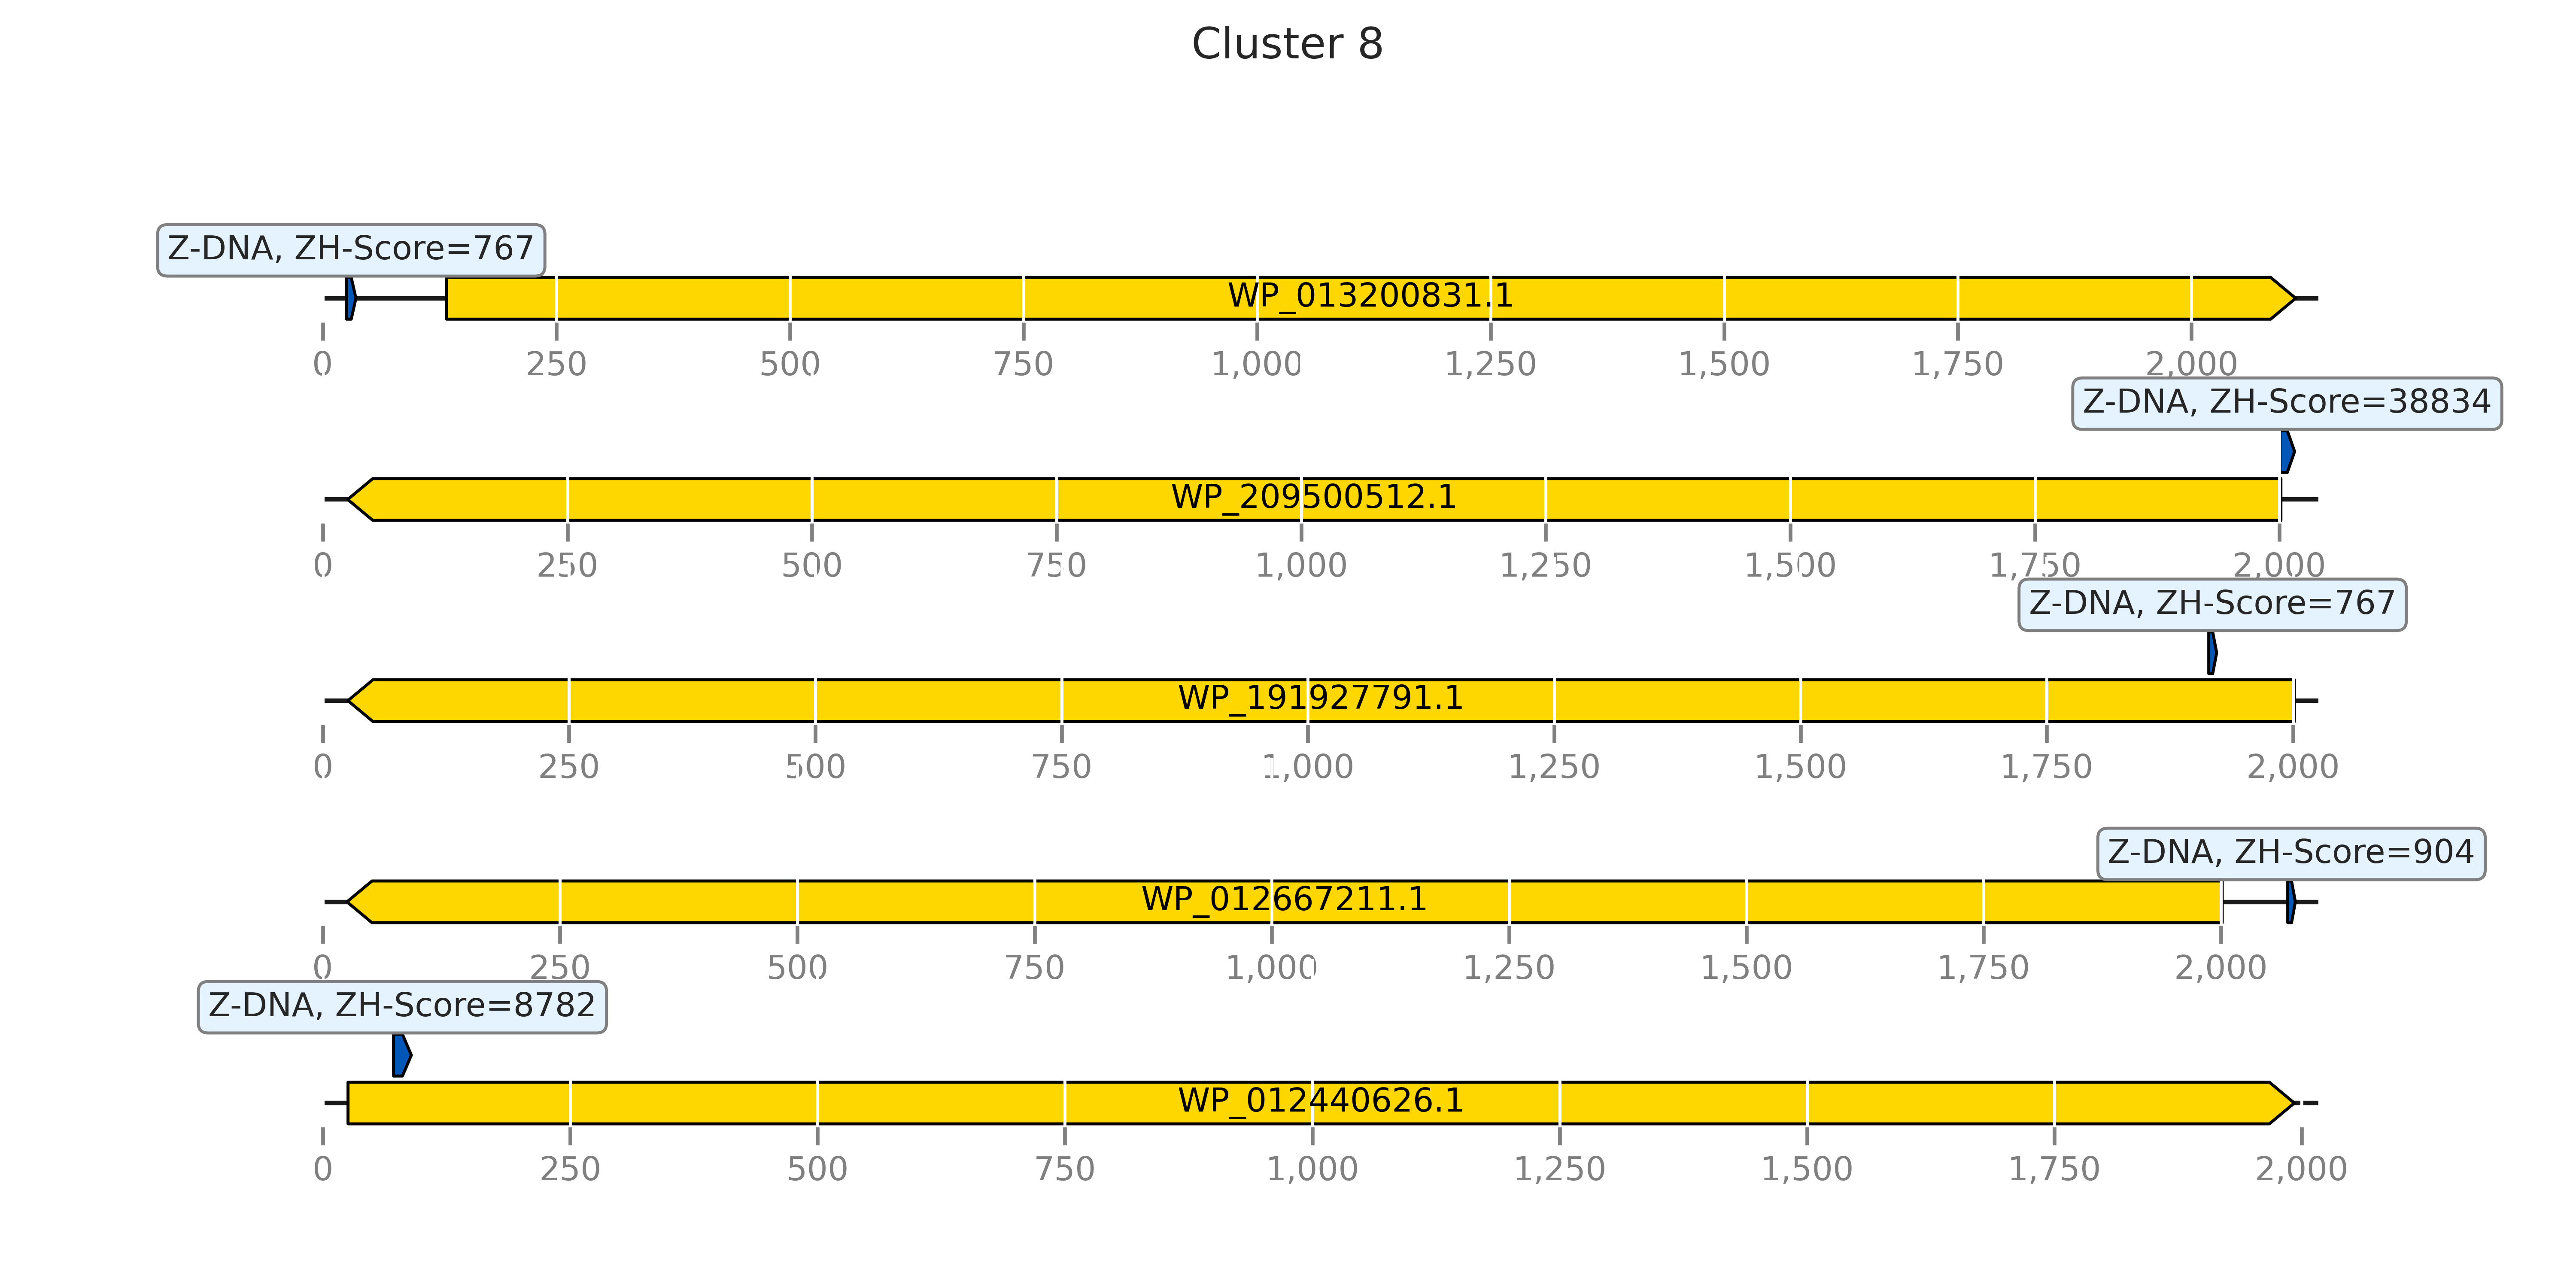 Cluster 8
Z-DNA, ZH-Score=767
WP_013200831.1
0 250 500 750 1,000 1,250 1,500 1,750 2,000
Z-DNA, ZH-Score=38834
WP_209500512.1
0 250 500 750 1,000 1,250 1,500 1,750 2,000
Z-DNA, ZH-Score=767
WP_191927791.1
0 250 500 750 1,000 1,250 1,500 1,750 2,000
Z-DNA, ZH-Score=904
WP_012667211.1
0 250 500 750 1,000 1,250 1,500 1,750 2,000
Z-DNA, ZH-Score=8782
WP_012440626.1
0 250 500 750 1,000 1,250 1,500 1,750 2,000